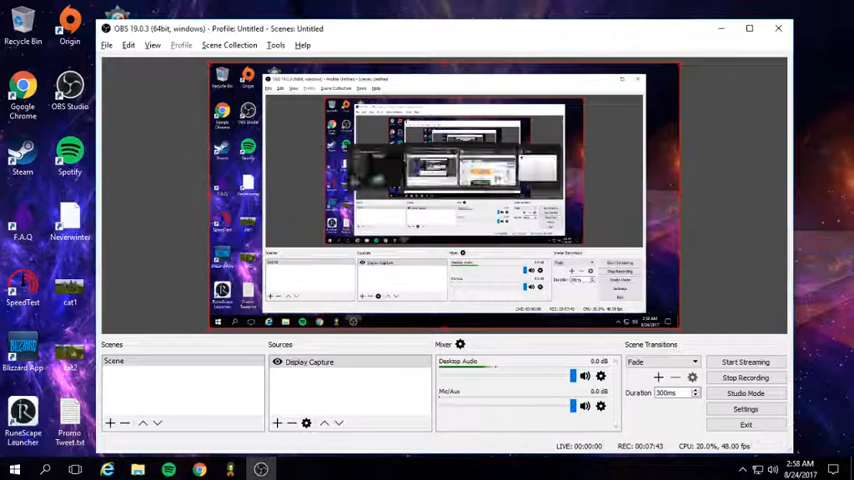 OBS 19.0.3 (64bit, windows) - Profile: Untitled - Scenes: Untitled
File Edit View Profile Scene Collection Tools Help
Recycle Bin
Origin
Google Chrome
OBS Studio
Steam
Spotify
F.A.Q
Neverwinter
SpeedTest
cat1
Blizzard App
cat2
RuneScape Launcher
Promo Tweet.txt
Scenes
Scene
Sources
Display Capture
Mixer
Desktop Audio 0.0 dB
Mic/Aux 0.0 dB
Scene Transitions
Fade
Duration 300ms
Start Streaming
Stop Recording
Studio Mode
Settings
Exit
LIVE: 00:00:00 REC: 00:07:43 CPU: 20.0%, 48.00 fps
2:58 AM
8/24/2017